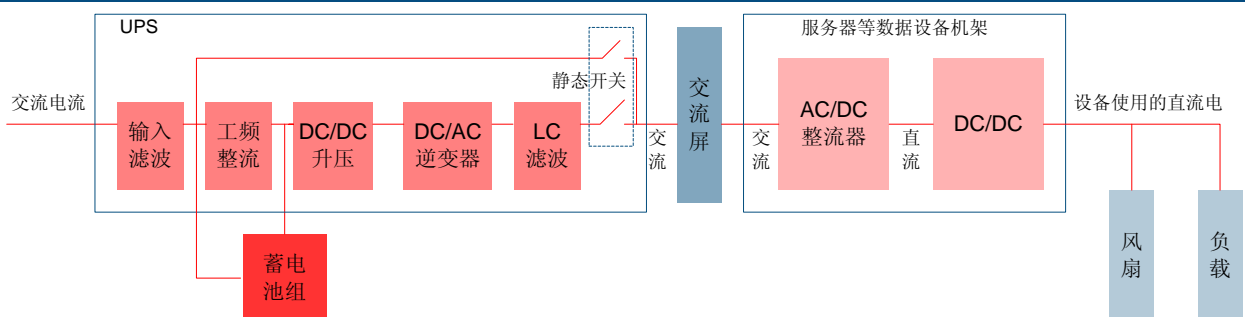 UPS
服务器等数据设备机架
静态开关
交流电流
输入
滤波
工频
整流
DC/DC
升压
DC/AC
逆变器
LC
滤波
交
流
交
流
屏
交
流
AC/DC
整流器
直
流
DC/DC
设备使用的直流电
蓄电
池组
风
扇
负
载